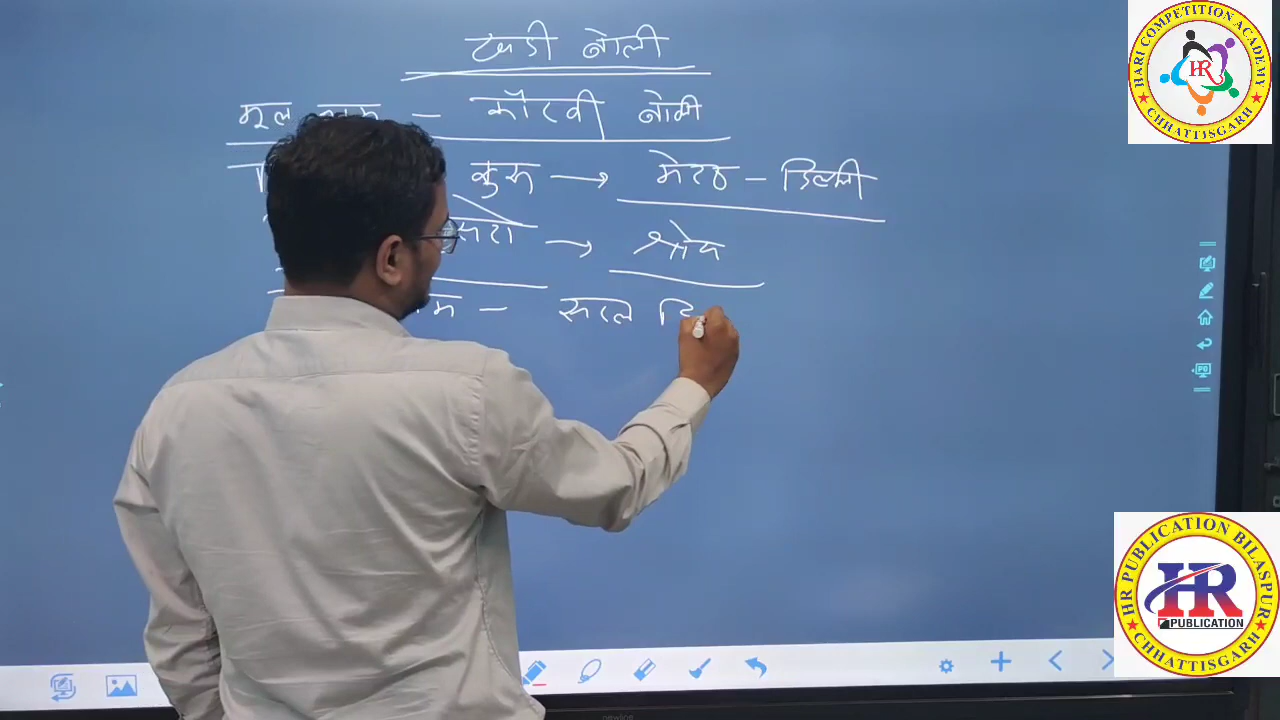 खडी बोली
मूल नाम - कौरवी बोली
कुरु → मेरठ - दिल्ली
→ श्रेय
- सरल
HARI COMPETITION ACADEMY
HR
CHHATTISGARH
HR PUBLICATION BILASPUR
HR
PUBLICATION
CHHATTISGARH